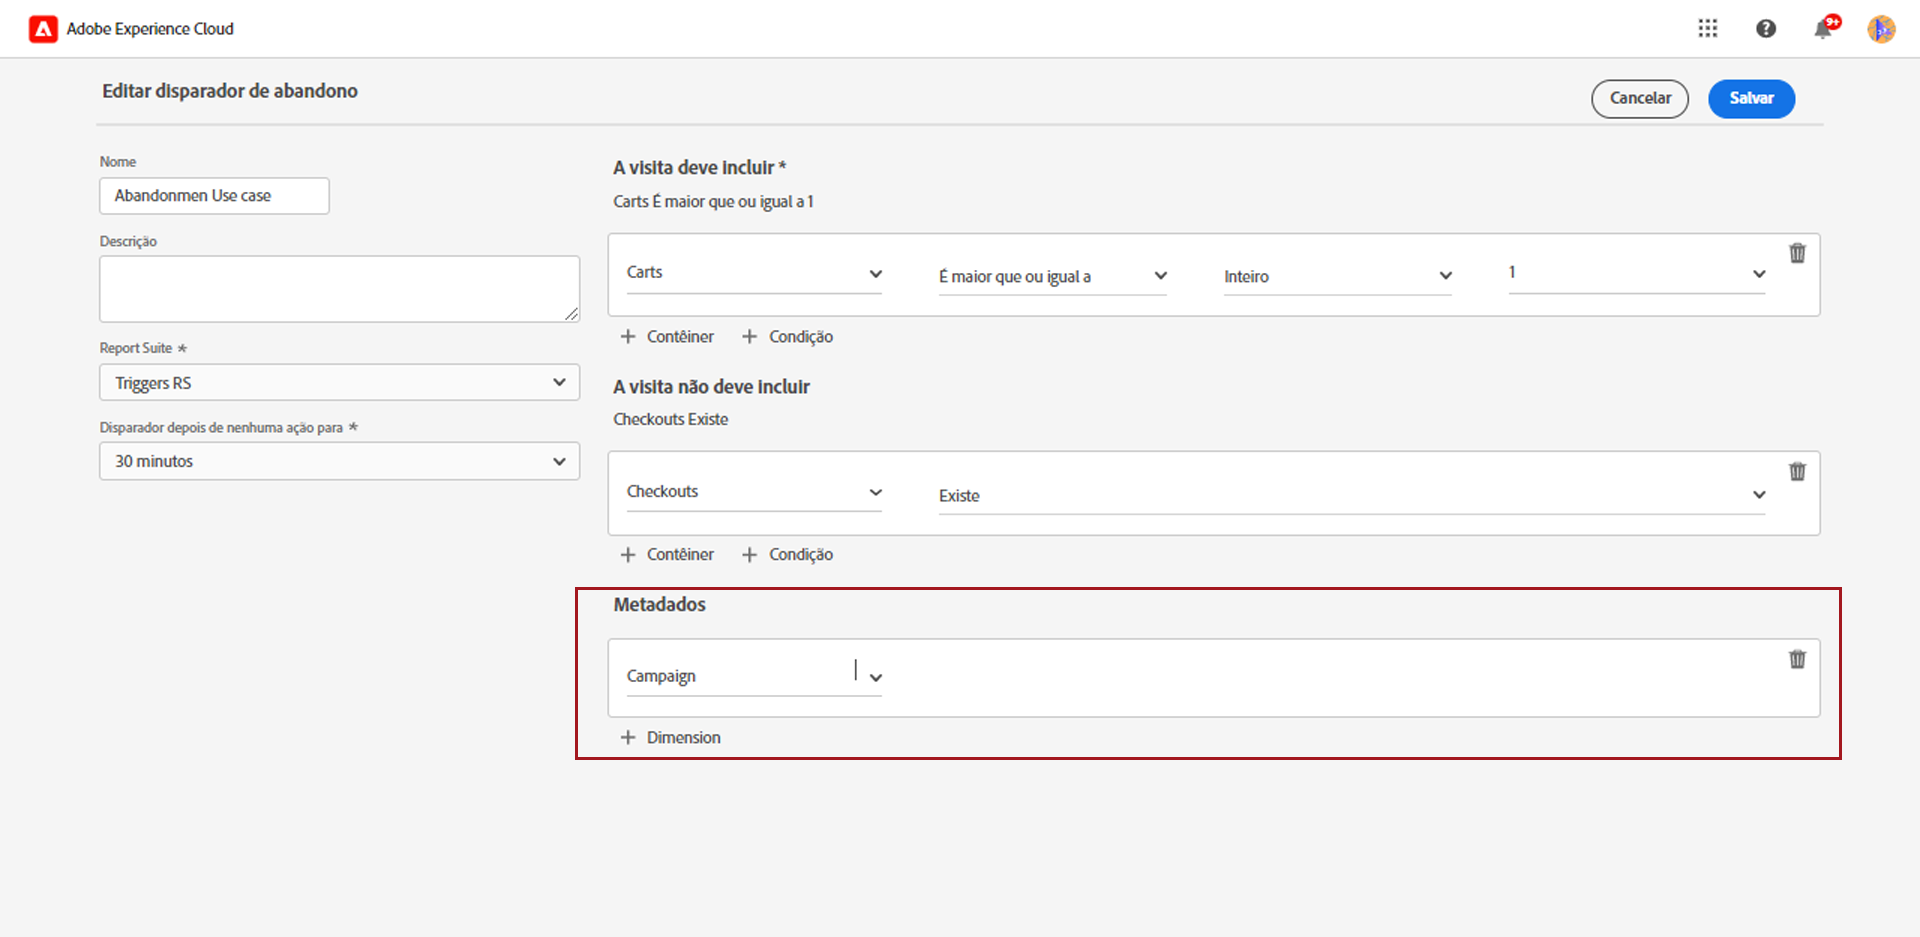 Adobe Experience Cloud
9+
Editar disparador de abandono
Cancelar
Salvar
Nome
Abandonmen Use case
Descrição
Report Suite *
Triggers RS
Disparador depois de nenhuma ação para *
30 minutos
A visita deve incluir *
Carts É maior que ou igual a 1
Carts
É maior que ou igual a
Inteiro
1
+ Contêiner + Condição
A visita não deve incluir
Checkouts Existe
Checkouts
Existe
+ Contêiner + Condição
Metadados
Campaign
+ Dimension